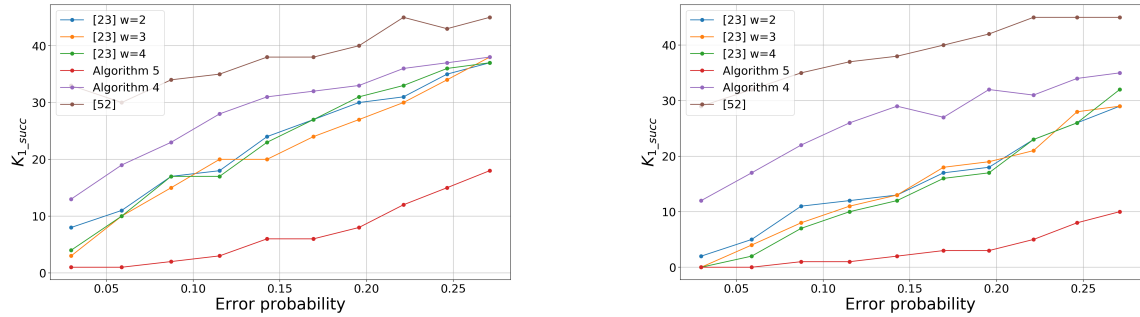 [23] w=2
[23] w=3
[23] w=4
Algorithm 5
Algorithm 4
[52]
40
30
20
10
0
K1_succ
0.05 0.10 0.15 0.20 0.25
Error probability
[23] w=2
[23] w=3
[23] w=4
Algorithm 5
Algorithm 4
[52]
40
30
20
10
0
K1_succ
0.05 0.10 0.15 0.20 0.25
Error probability